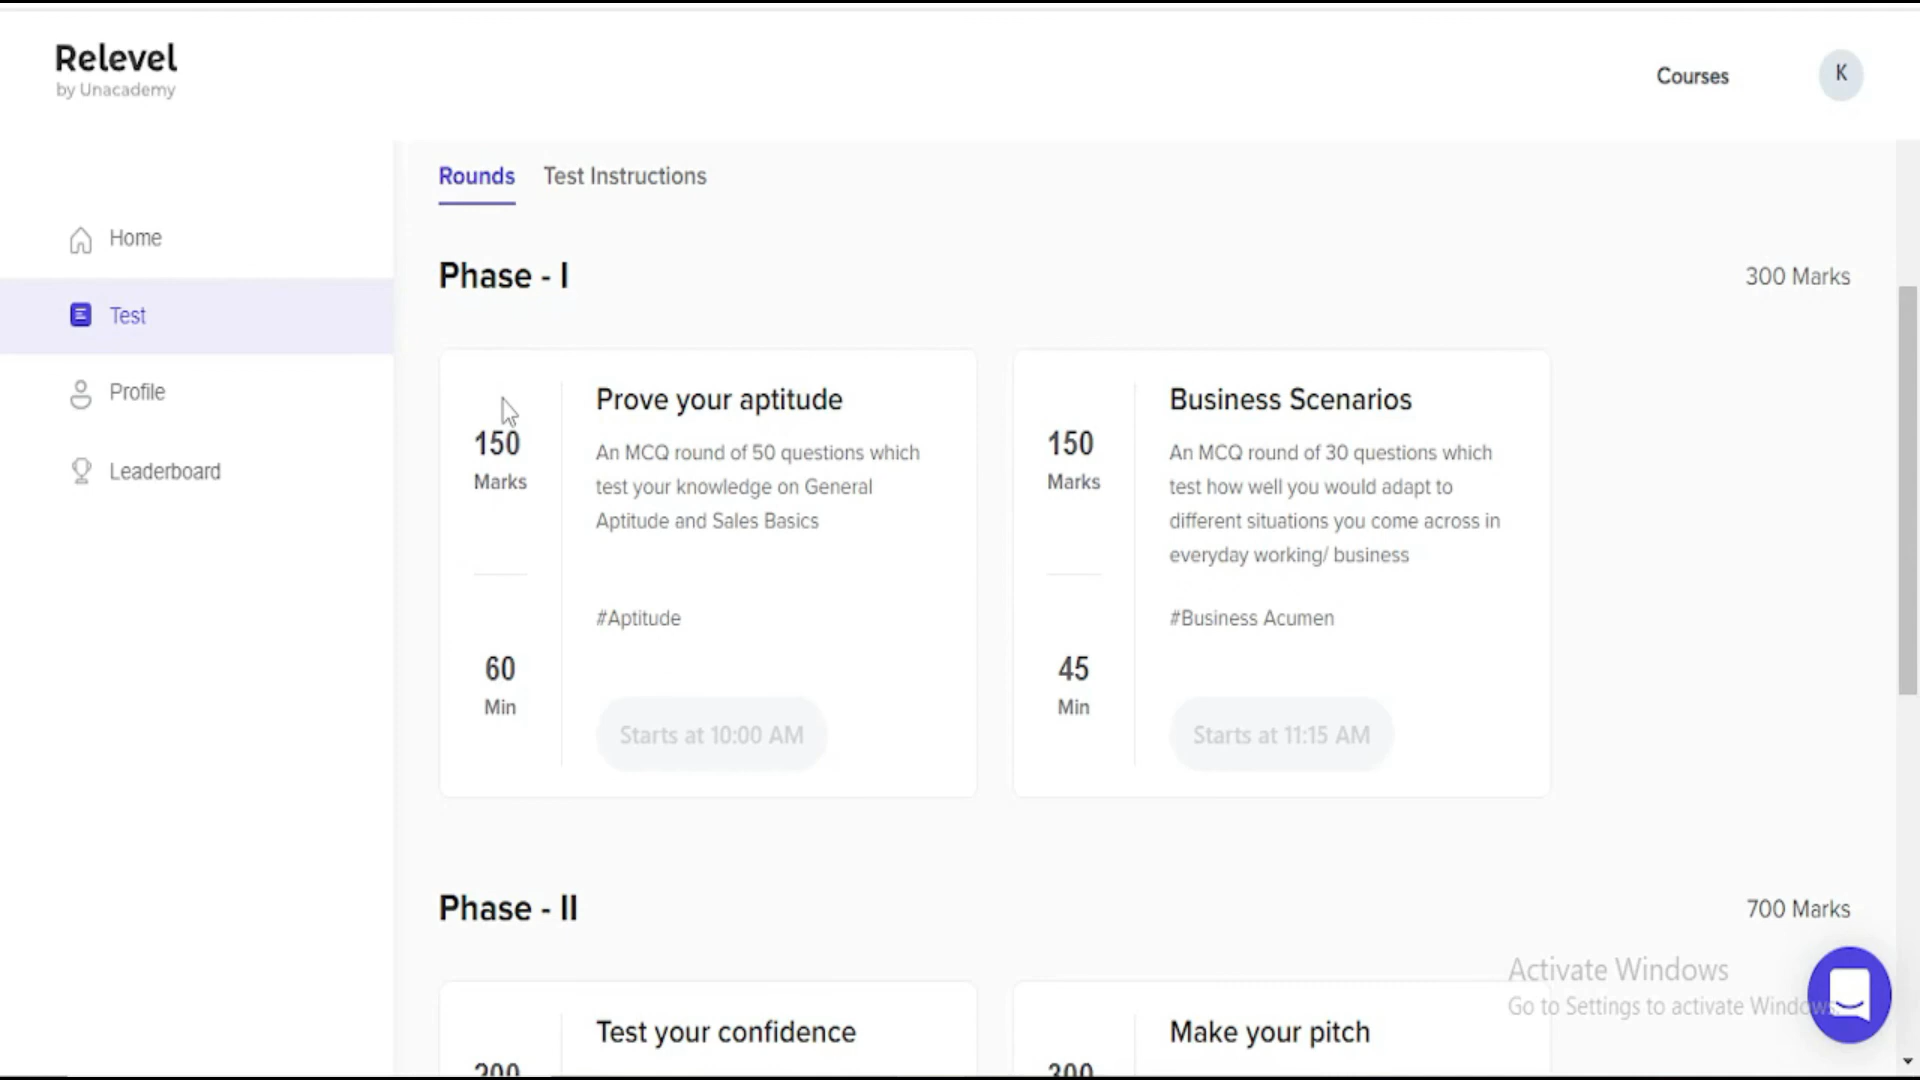 Relevel
by Unacademy
Courses
K
Home
Test
Profile
Leaderboard
Rounds
Test Instructions
Phase - I
300 Marks
150
Marks
60
Min
Prove your aptitude
An MCQ round of 50 questions which
test your knowledge on General
Aptitude and Sales Basics
#Aptitude
Starts at 10:00 AM
150
Marks
45
Min
Business Scenarios
An MCQ round of 30 questions which
test how well you would adapt to
different situations you come across in
everyday working/ business
#Business Acumen
Starts at 11:15 AM
Phase - II
700 Marks
200
Test your confidence
300
Make your pitch
Activate Windows
Go to Settings to activate Windows.